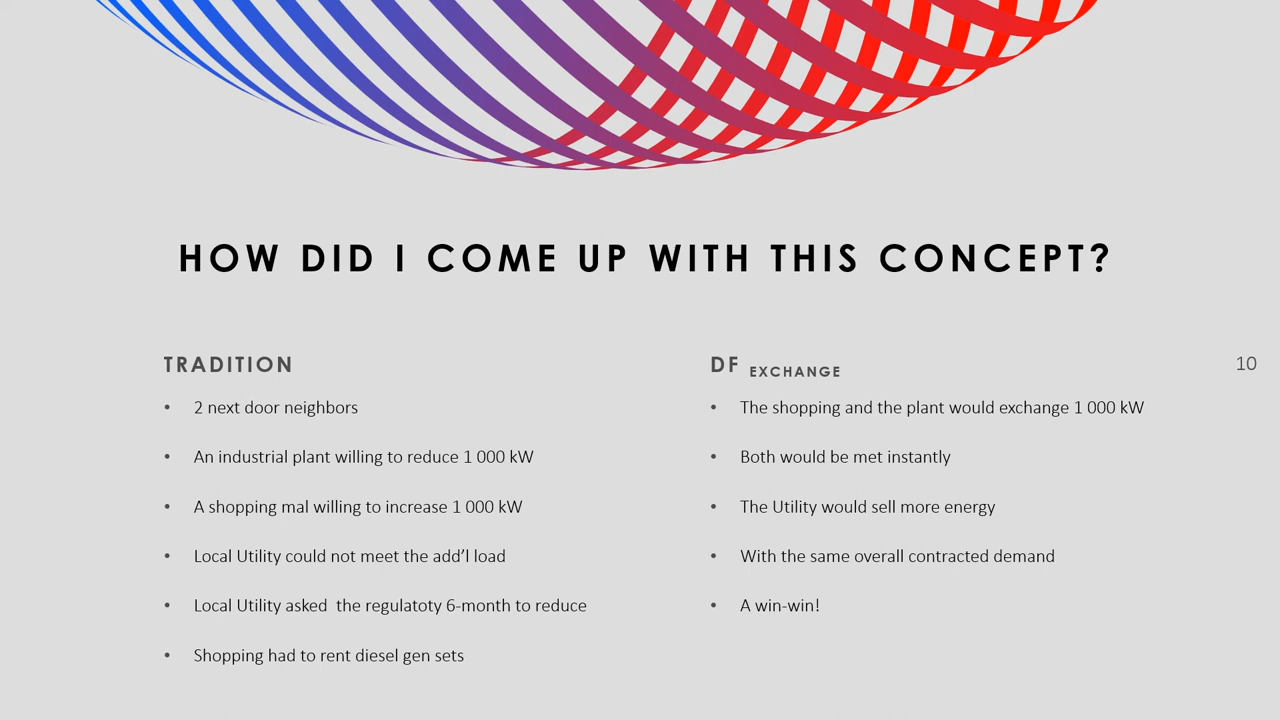 HOW DID I COME UP WITH THIS CONCEPT?
TRADITION
• 2 next door neighbors
• An industrial plant willing to reduce 1 000 kW
• A shopping mal willing to increase 1 000 kW
• Local Utility could not meet the add’l load
• Local Utility asked  the regulatoty 6-month to reduce
• Shopping had to rent diesel gen sets
DF EXCHANGE
• The shopping and the plant would exchange 1 000 kW
• Both would be met instantly
• The Utility would sell more energy
• With the same overall contracted demand
• A win-win!
10